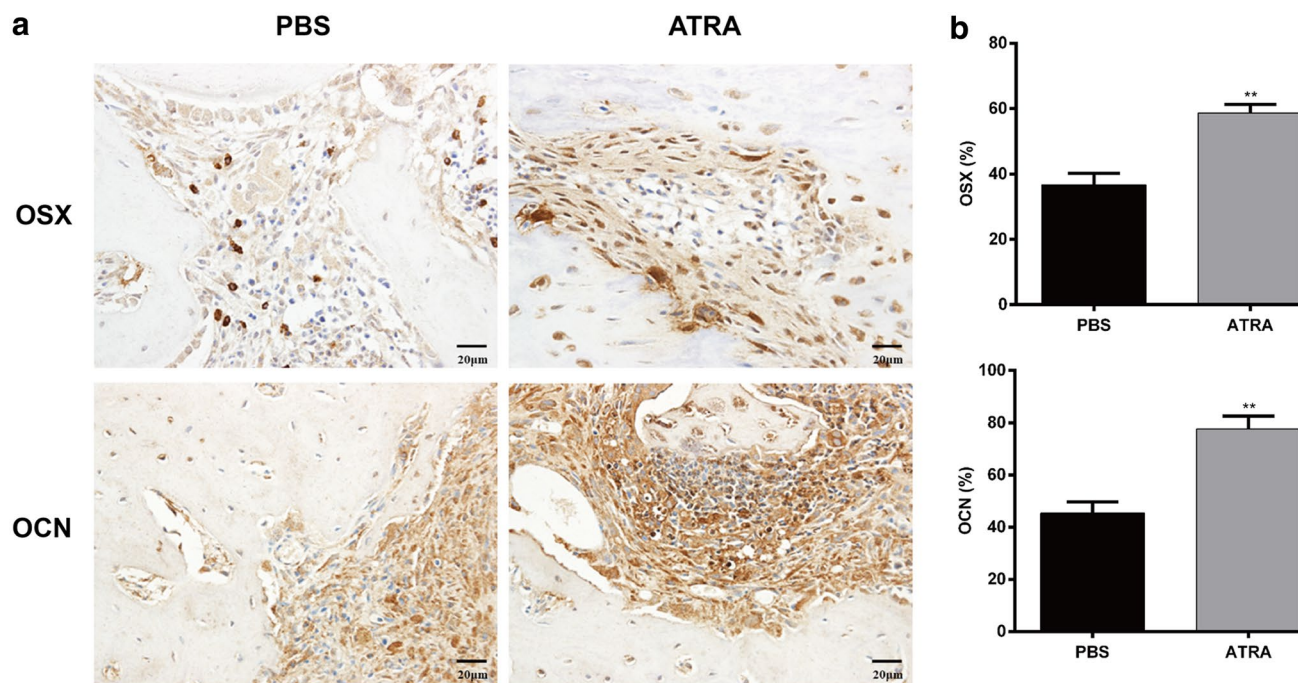 a
PBS
ATRA
OSX
20μm
20μm
OCN
20μm
20μm
b
OSX (%)
80
60
40
20
0
**
PBS
ATRA
OCN (%)
100
80
60
40
20
0
**
PBS
ATRA